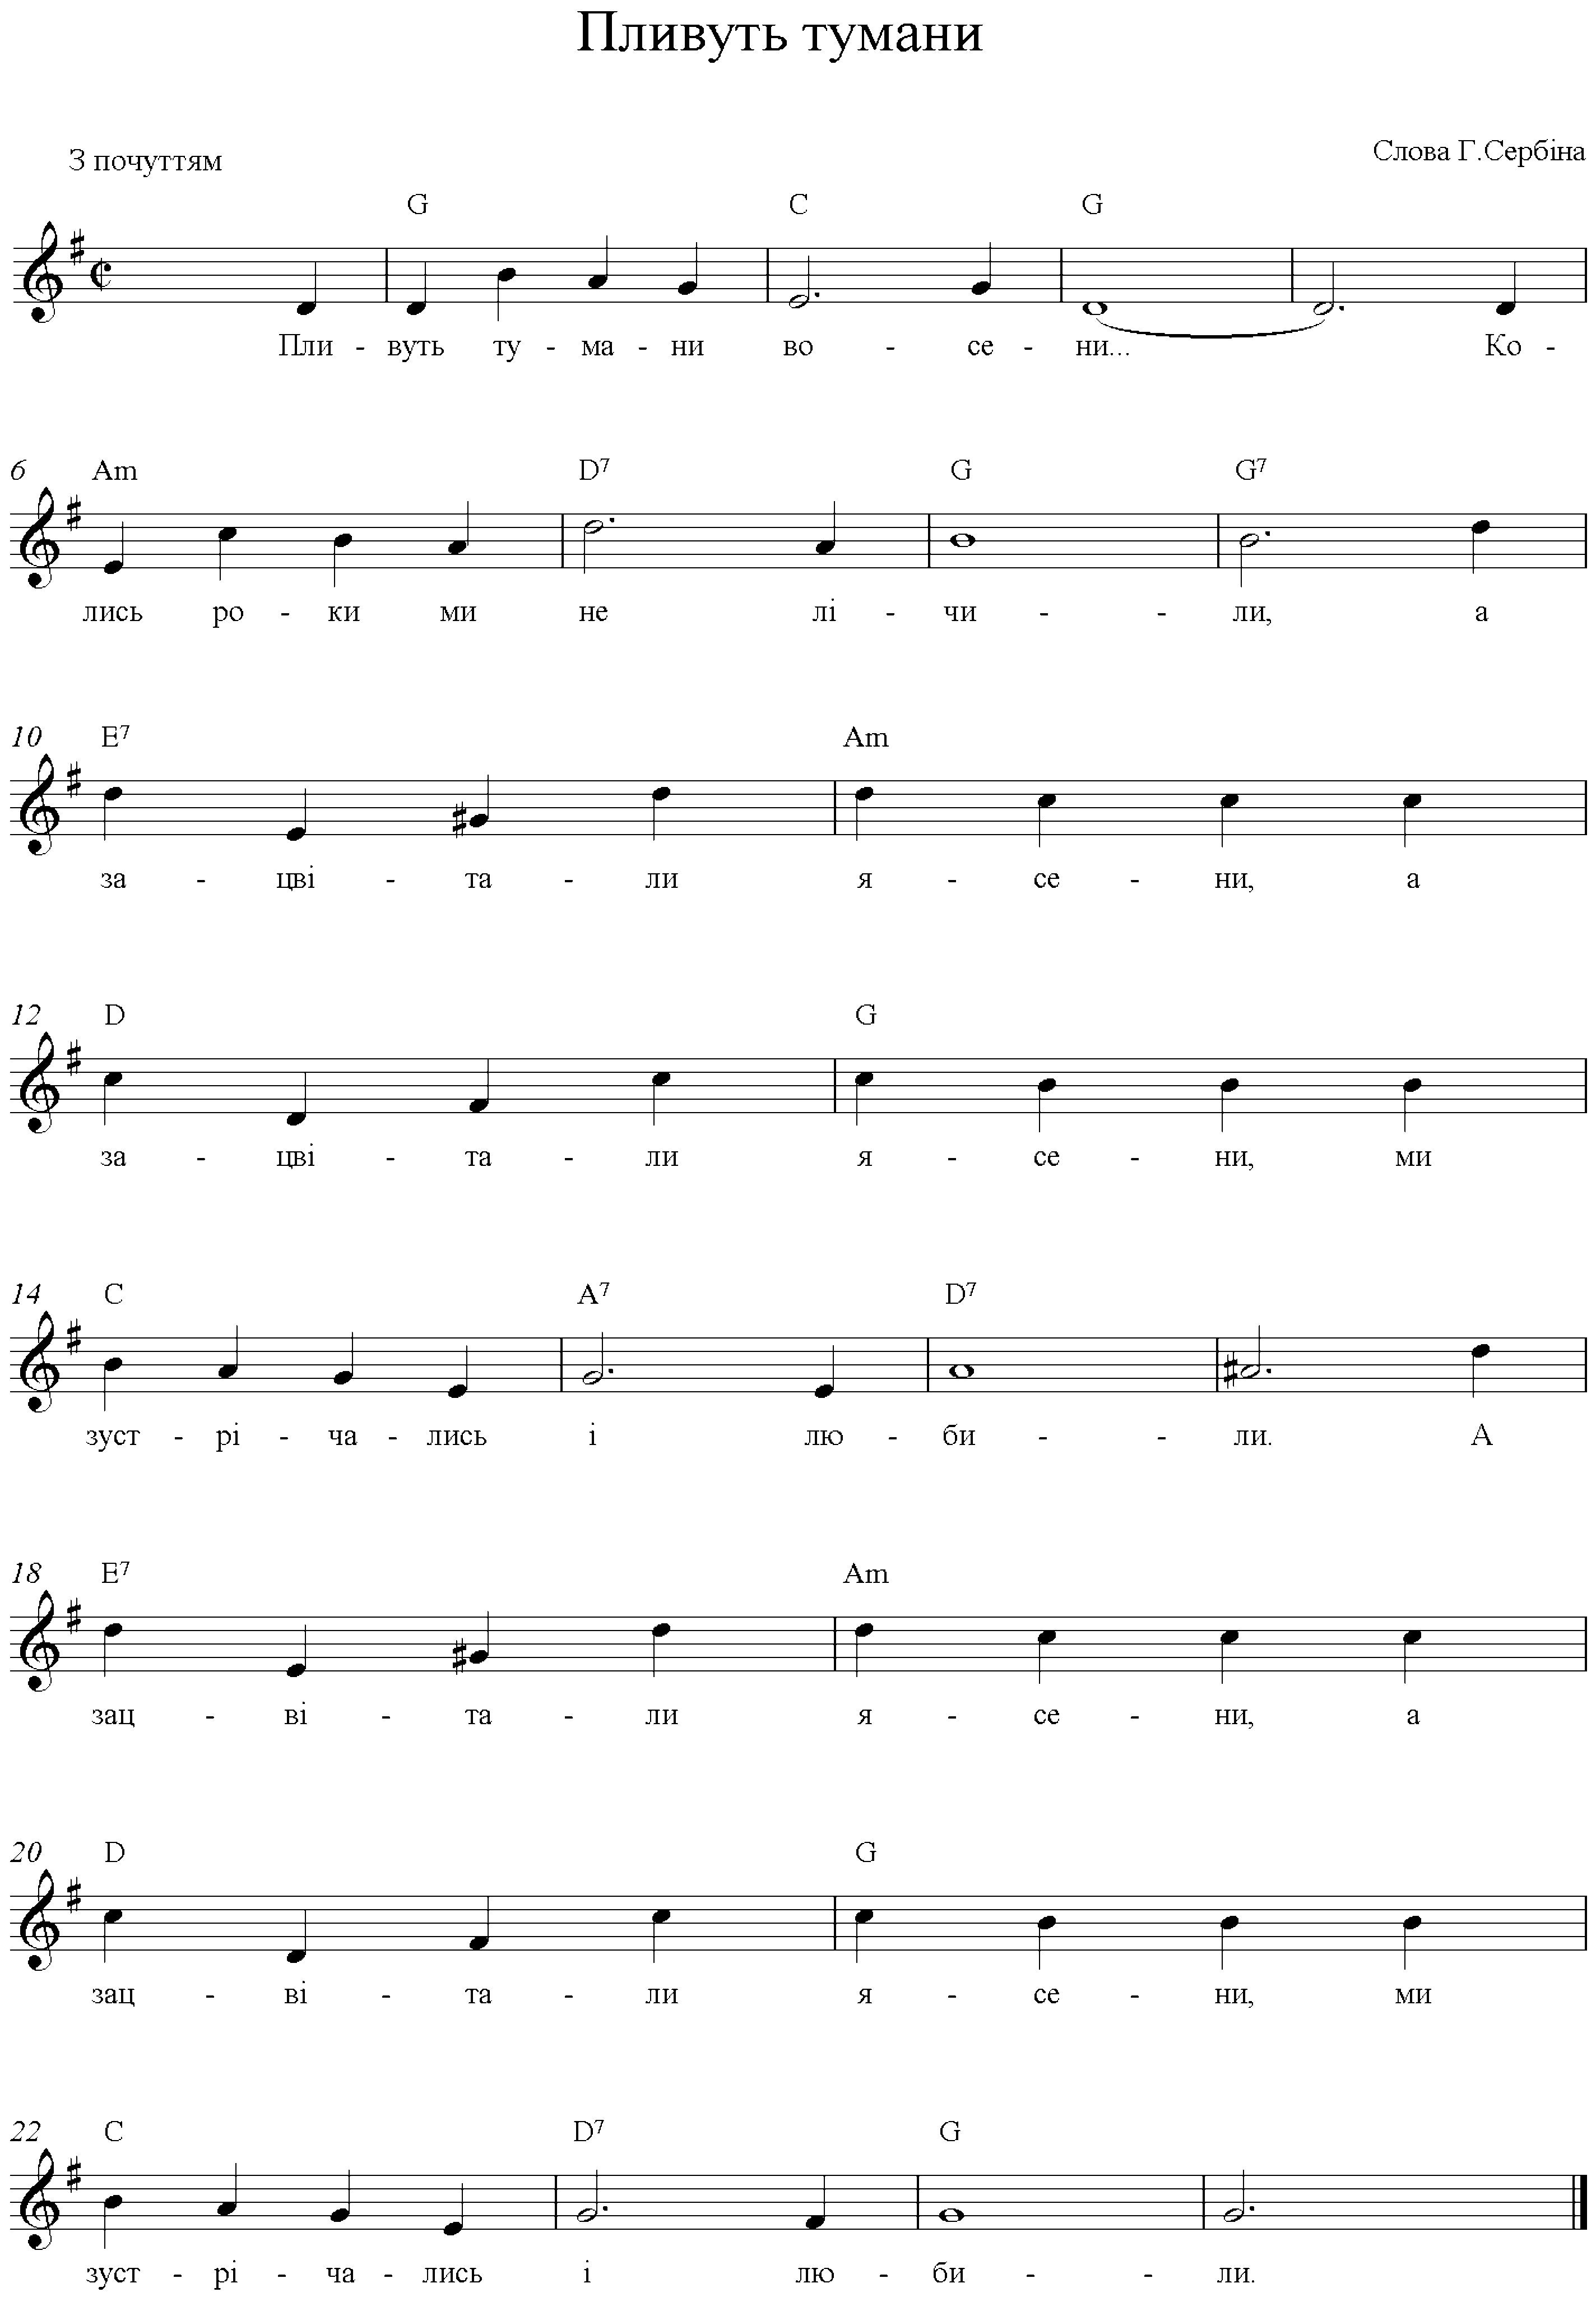 Пливуть тумани
З почуттям
Слова Г.Сербіна
G C G
Пли - вуть ту - ма - ни во - се - ни... Ко -
6 Am D7 G G7
лись ро - ки ми не лі - чи - ли, а
10 E7 Am
за - цві - та - ли я - се - ни, а
12 D G
за - цві - та - ли я - се - ни, ми
14 C A7 D7
зуст - рі - ча - лись і лю - би - ли. А
18 E7 Am
зац - ві - та - ли я - се - ни, а
20 D G
зац - ві - та - ли я - се - ни, ми
22 C D7 G
зуст - рі - ча - лись і лю - би - ли.